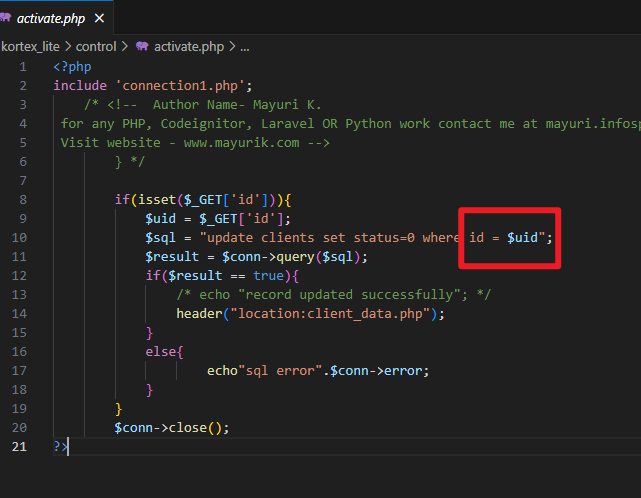 activate.php ×
kortex_lite > control > activate.php > ...
1 <?php
2 include 'connection1.php';
3 /* <!-- Author Name- Mayuri K.
4 for any PHP, Codeignitor, Laravel OR Python work contact me at mayuri.infosp
5 Visit website - www.mayurik.com -->
6 } */
7
8 if(isset($_GET['id'])){
9 $uid = $_GET['id'];
10 $sql = "update clients set status=0 where id = $uid";
11 $result = $conn->query($sql);
12 if($result == true){
13 /* echo "record updated successfully"; */
14 header("location:client_data.php");
15 }
16 else{
17 echo"sql error".$conn->error;
18 }
19 }
20 $conn->close();
21 ?>